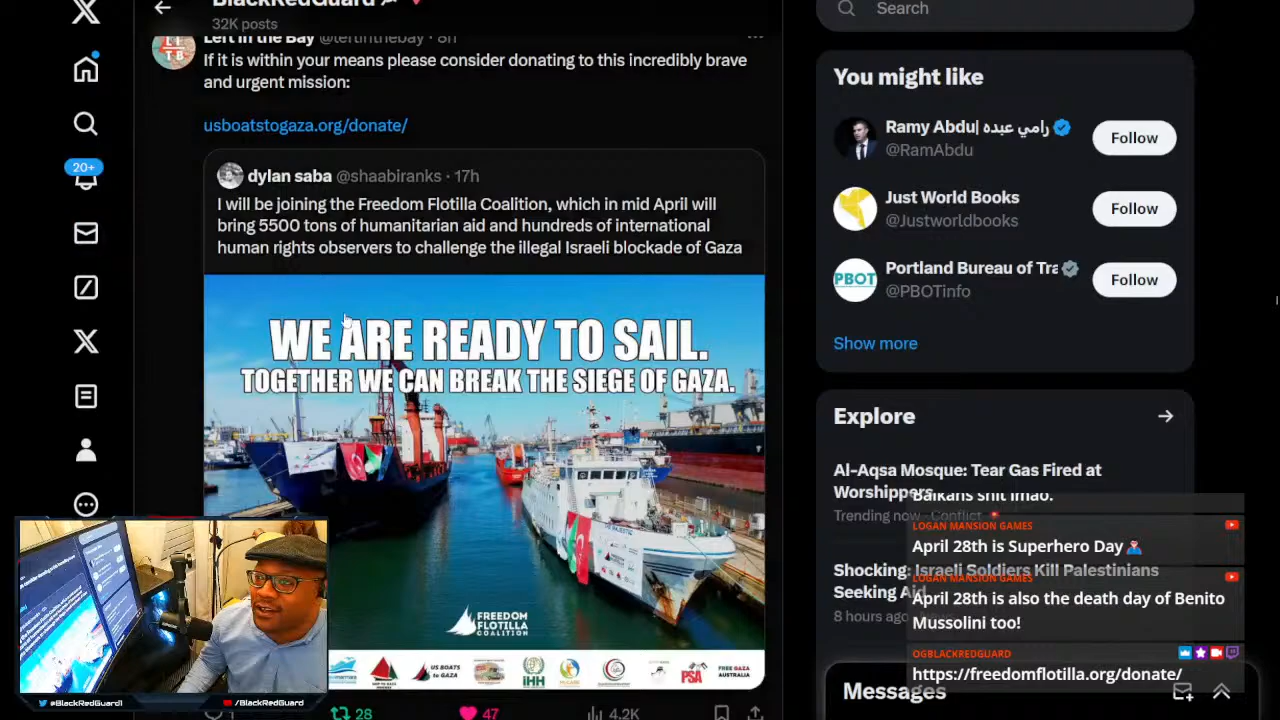 BlackRedGuard
32K posts
Search
Left in the Bay @leftinthebay · 8h
If it is within your means please consider donating to this incredibly brave
and urgent mission:
usboatstogaza.org/donate/
dylan saba @shaabiranks · 17h
I will be joining the Freedom Flotilla Coalition, which in mid April will
bring 5500 tons of humanitarian aid and hundreds of international
human rights observers to challenge the illegal Israeli blockade of Gaza
WE ARE READY TO SAIL.
TOGETHER WE CAN BREAK THE SIEGE OF GAZA.
FREEDOM
FLOTILLA
COALITION
US BOATS
to GAZA
iHH
PSA
FREE GAZA
AUSTRALIA
1
28
47
4.2K
20+
You might like
Ramy Abdu| رامي عبده
@RamAbdu
Follow
Just World Books
@Justworldbooks
Follow
PBOT
Portland Bureau of Tra
@PBOTinfo
Follow
Show more
Explore
Al-Aqsa Mosque: Tear Gas Fired at
Worshippers
Trending now · Conflict
Shocking: Israeli Soldiers Kill Palestinians
Seeking Aid
8 hours ago
Messages
Balkans shit lmao.
LOGAN MANSION GAMES
April 28th is Superhero Day
LOGAN MANSION GAMES
April 28th is also the death day of Benito
Mussolini too!
OGBLACKREDGUARD
https://freedomflotilla.org/donate/
@BlackRedGuard1
/BlackRedGuard